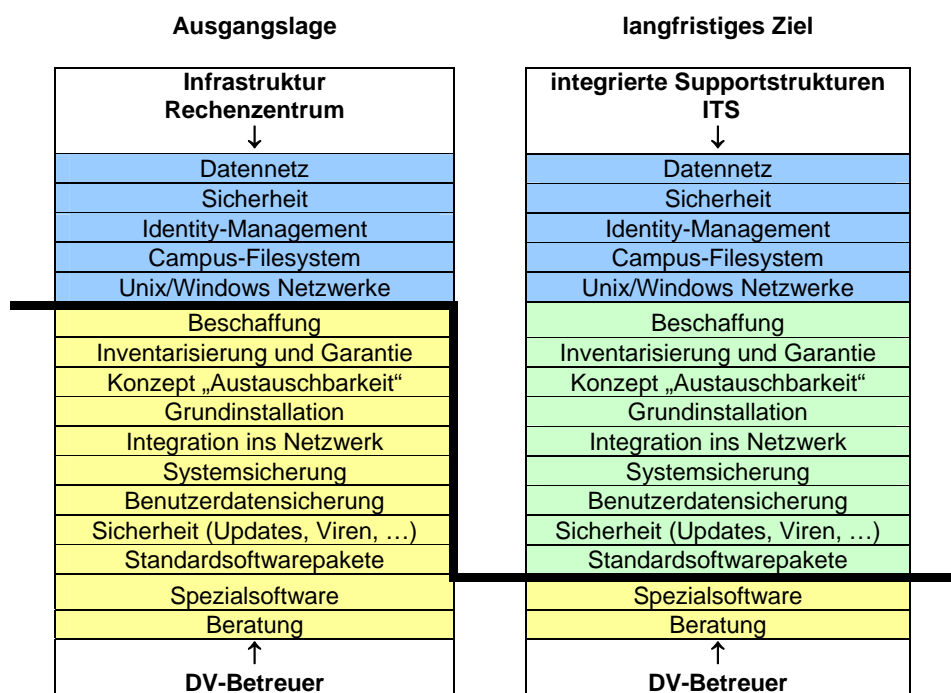 Ausgangslage
Infrastruktur
Rechenzentrum
↓
Datennetz
Sicherheit
Identity-Management
Campus-Filesystem
Unix/Windows Netzwerke
Beschaffung
Inventarisierung und Garantie
Konzept „Austauschbarkeit“
Grundinstallation
Integration ins Netzwerk
Systemsicherung
Benutzerdatensicherung
Sicherheit (Updates, Viren, …)
Standardsoftwarepakete
Spezialsoftware
Beratung
↑
DV-Betreuer
langfristiges Ziel
integrierte Supportstrukturen
ITS
↓
Datennetz
Sicherheit
Identity-Management
Campus-Filesystem
Unix/Windows Netzwerke
Beschaffung
Inventarisierung und Garantie
Konzept „Austauschbarkeit“
Grundinstallation
Integration ins Netzwerk
Systemsicherung
Benutzerdatensicherung
Sicherheit (Updates, Viren, …)
Standardsoftwarepakete
Spezialsoftware
Beratung
↑
DV-Betreuer